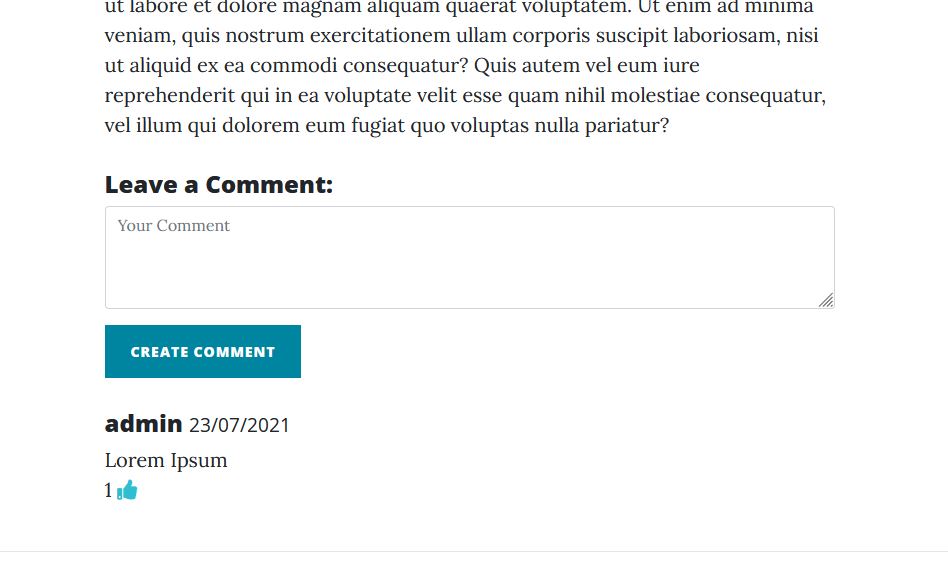 ut labore et dolore magnam aliquam quaerat voluptatem. Ut enim ad minima
veniam, quis nostrum exercitationem ullam corporis suscipit laboriosam, nisi
ut aliquid ex ea commodi consequatur? Quis autem vel eum iure
reprehenderit qui in ea voluptate velit esse quam nihil molestiae consequatur,
vel illum qui dolorem eum fugiat quo voluptas nulla pariatur?
Leave a Comment:
Your Comment
CREATE COMMENT
admin 23/07/2021
Lorem Ipsum
1